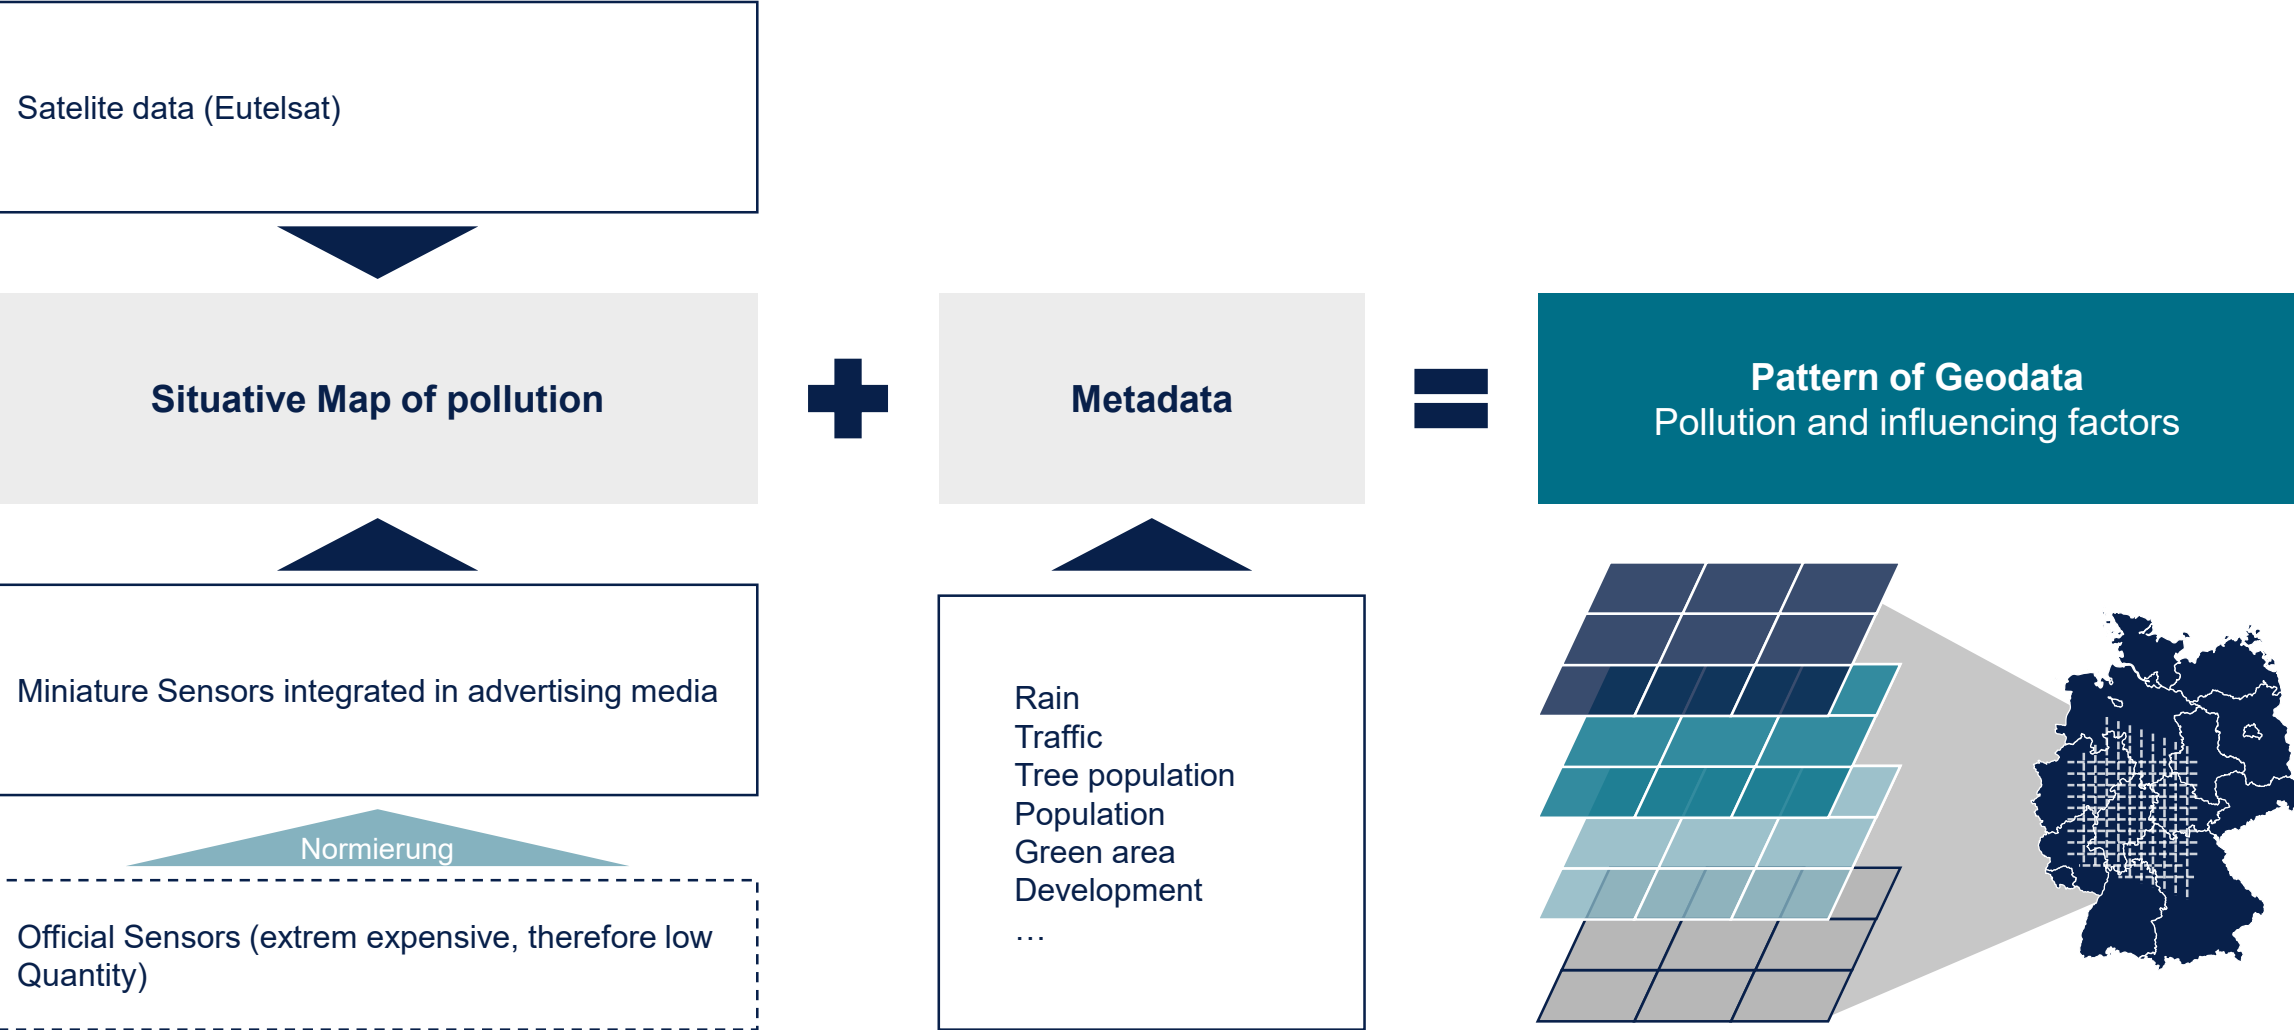 Satelite data (Eutelsat)
Situative Map of pollution
Metadata
Pattern of Geodata
Pollution and influencing factors
Miniature Sensors integrated in advertising media
Normierung
Official Sensors (extrem expensive, therefore low
Quantity)
Rain
Traffic
Tree population
Population
Green area
Development
…